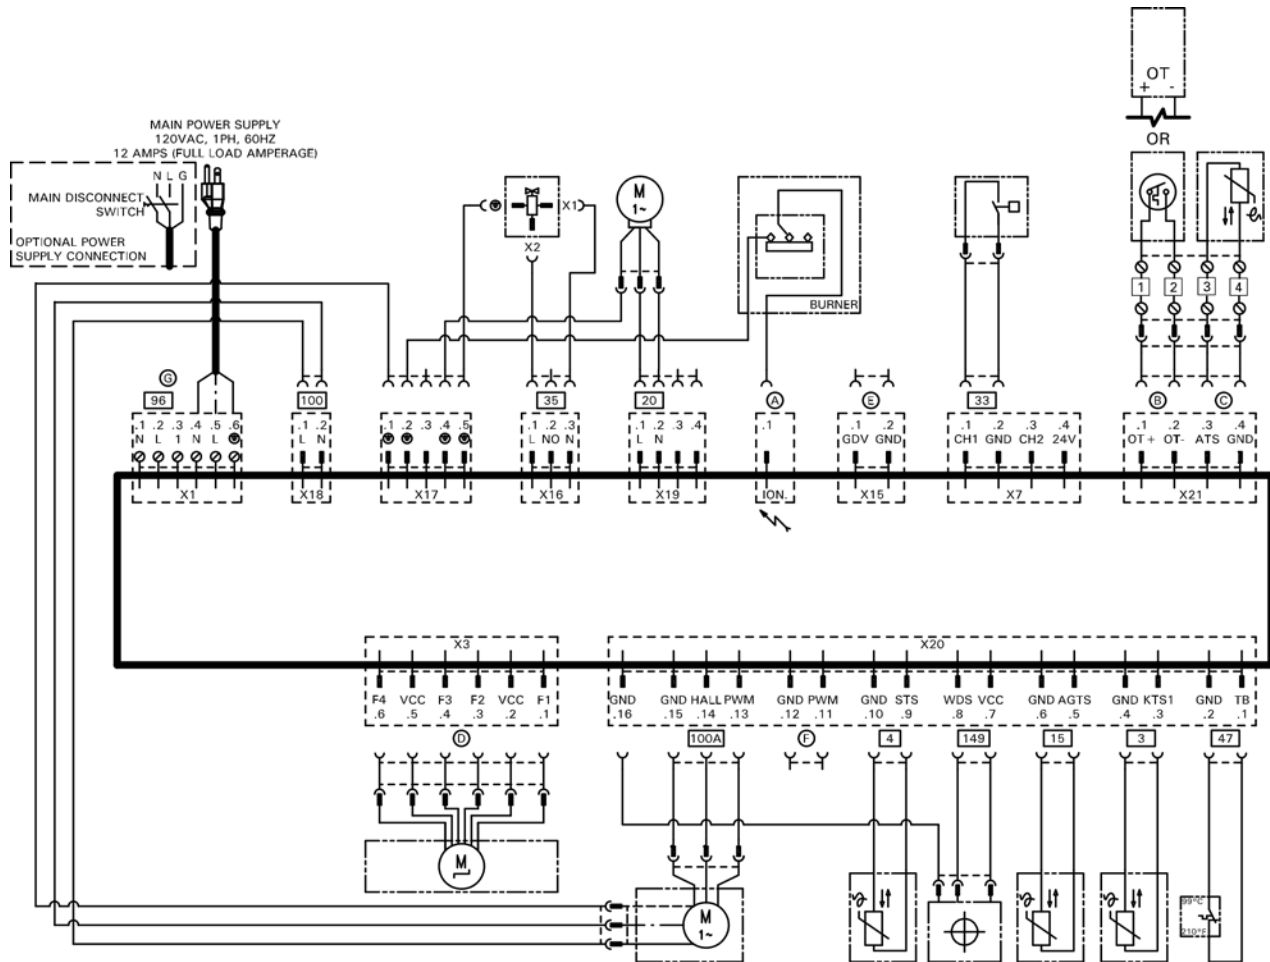 OT
+ -
OR
MAIN POWER SUPPLY
120VAC, 1PH, 60HZ
12 AMPS (FULL LOAD AMPERAGE)
N L G
MAIN DISCONNECT
SWITCH
OPTIONAL POWER
SUPPLY CONNECTION
M
1~
X1
X2
BURNER
1 2 3 4
G
96 100 35 20 A E 33 B C
.1 .2 .3 .4 .5 .6
N L 1 N L
X1
.1 .2
L N
X18
.1 .2 .3 .4 .5
X17
.1 .2 .3
L NO N
X16
.1 .2 .3 .4
L N
X19
.1
ION.
.1 .2
GDV GND
X15
.1 .2 .3 .4
CH1 GND CH2 24V
X7
.1 .2 .3 .4
OT+ OT- ATS GND
X21
X3
F4 VCC F3 F2 VCC F1
.6 .5 .4 .3 .2 .1
D
X20
GND GND HALL PWM GND PWM GND STS WDS VCC GND AGTS GND KTS1 GND TB
.16 .15 .14 .13 .12 .11 .10 .9 .8 .7 .6 .5 .4 .3 .2 .1
100A F 4 149 15 3 47
M
M
1~
99°C
210°F